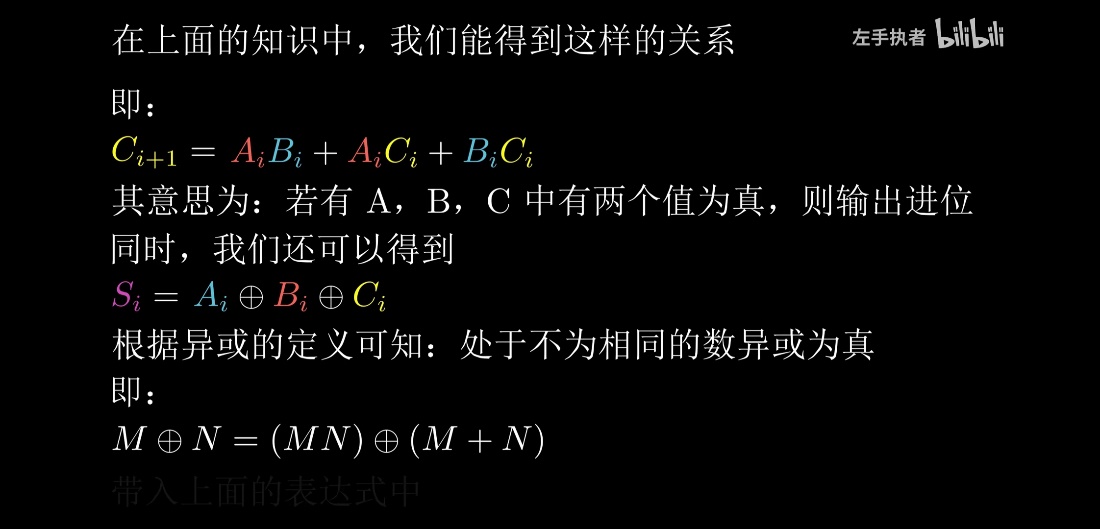 在上面的知识中，我们能得到这样的关系
左手执者 bilibili
即：
C_{i+1} = A_iB_i + A_iC_i + B_iC_i
其意思为：若有 A，B，C 中有两个值为真，则输出进位
同时，我们还可以得到
S_i = A_i ⊕ B_i ⊕ C_i
根据异或的定义可知：处于不为相同的数异或为真
即：
M ⊕ N = (MN) ⊕ (M + N)
带入上面的表达式中